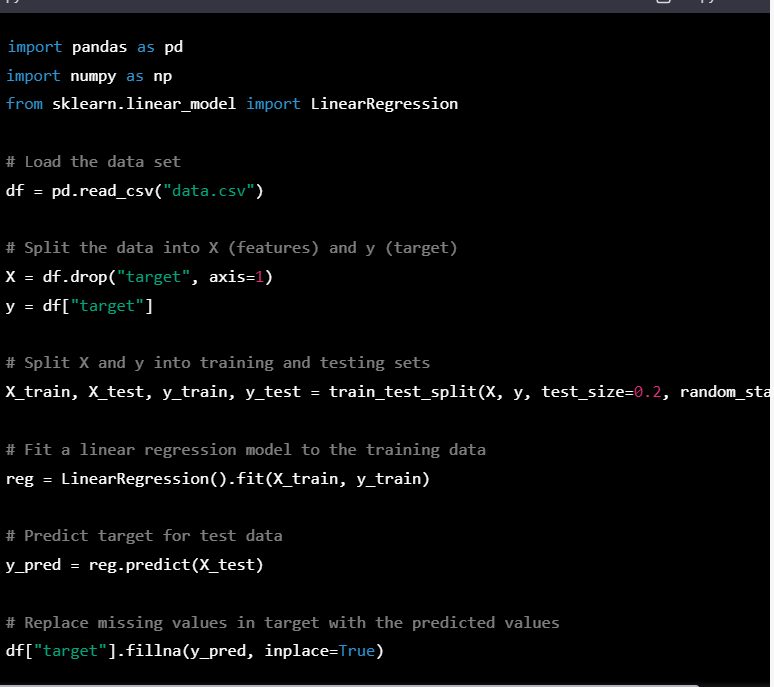 import pandas as pd
import numpy as np
from sklearn.linear_model import LinearRegression
# Load the data set
df = pd.read_csv("data.csv")
# Split the data into X (features) and y (target)
X = df.drop("target", axis=1)
y = df["target"]
# Split X and y into training and testing sets
X_train, X_test, y_train, y_test = train_test_split(X, y, test_size=0.2, random_sta
# Fit a linear regression model to the training data
reg = LinearRegression().fit(X_train, y_train)
# Predict target for test data
y_pred = reg.predict(X_test)
# Replace missing values in target with the predicted values
df["target"].fillna(y_pred, inplace=True)